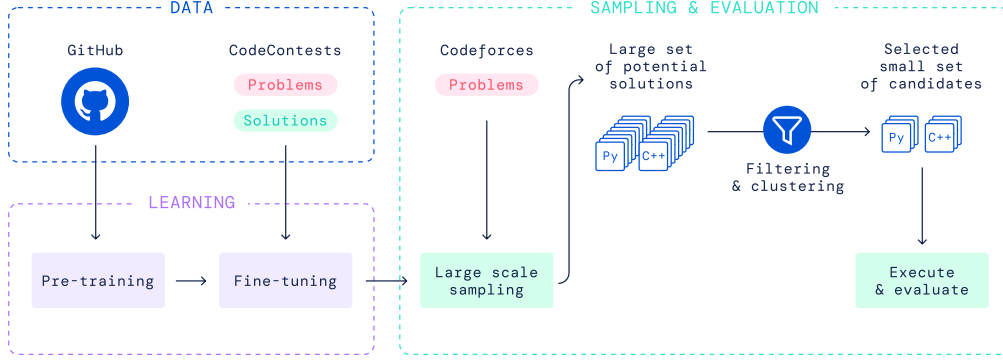 DATA
GitHub
CodeContests
Problems
Solutions
LEARNING
Pre-training
Fine-tuning
SAMPLING & EVALUATION
Codeforces
Problems
Large scale
sampling
Large set
of potential
solutions
Py
C++
Filtering
& clustering
Selected
small set
of candidates
Py
C++
Execute
& evaluate